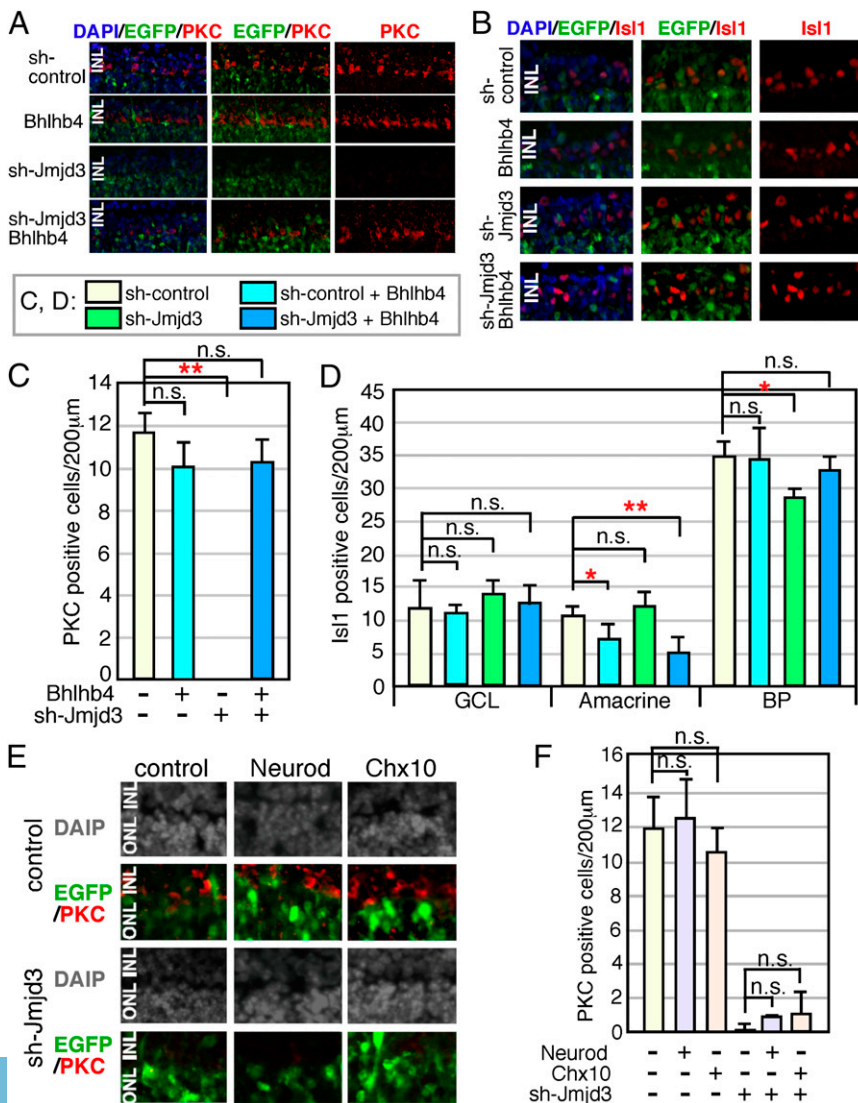 A
DAPI/EGFP/PKC EGFP/PKC PKC
sh-control INL
Bhlhb4 INL
sh-Jmjd3 INL
sh-Jmjd3 Bhlhb4 INL
B
DAPI/EGFP/Isl1 EGFP/Isl1 Isl1
sh-control INL
Bhlhb4 INL
sh-Jmjd3 INL
sh-Jmjd3 Bhlhb4 INL
C, D: sh-control sh-control + Bhlhb4
sh-Jmjd3 sh-Jmjd3 + Bhlhb4
C
PKC positive cells/200μm
14
12
10
8
6
4
2
0
n.s.
**
n.s.
Bhlhb4 - + - +
sh-Jmjd3 - - + +
D
Isl1 positive cells/200μm
45
40
35
30
25
20
15
10
5
0
n.s.
n.s.
n.s.
**
n.s.
*
n.s.
*
n.s.
GCL Amacrine BP
E
control Neurod Chx10
control
DAIP ONL INL
EGFP/PKC ONL INL
sh-Jmjd3
DAIP ONL INL
EGFP/PKC ONL INL
F
PKC positive cells/200μm
16
14
12
10
8
6
4
2
0
n.s.
n.s.
n.s.
n.s.
Neurod - + - - + -
Chx10 - - + - - +
sh-Jmjd3 - - - + + +